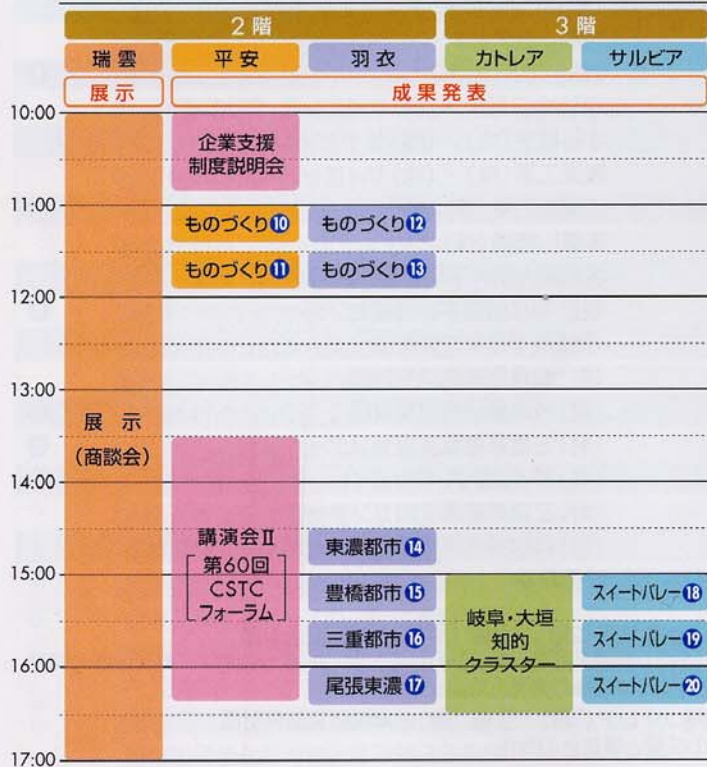 2階
3階
瑞雲
平安
羽衣
カトレア
サルビア
展示
成果発表
10:00
企業支援
制度説明会
11:00
ものづくり⑩
ものづくり⑫
ものづくり⑪
ものづくり⑬
12:00
13:00
展示
(商談会)
14:00
講演会Ⅱ
第60回
CSTC
フォーラム
東濃都市⑭
15:00
豊橋都市⑮
岐阜・大垣
知的
クラスター
スイートバレー⑱
三重都市⑯
スイートバレー⑲
16:00
尾張東濃⑰
スイートバレー⑳
17:00